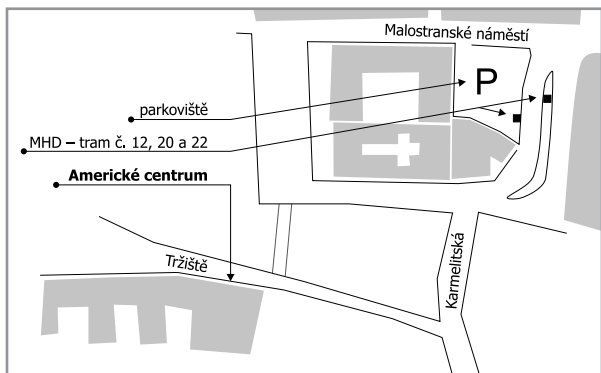 Malostranské náměstí
P
parkoviště
MHD – tram č. 12, 20 a 22
Americké centrum
Tržiště
Karmelitská